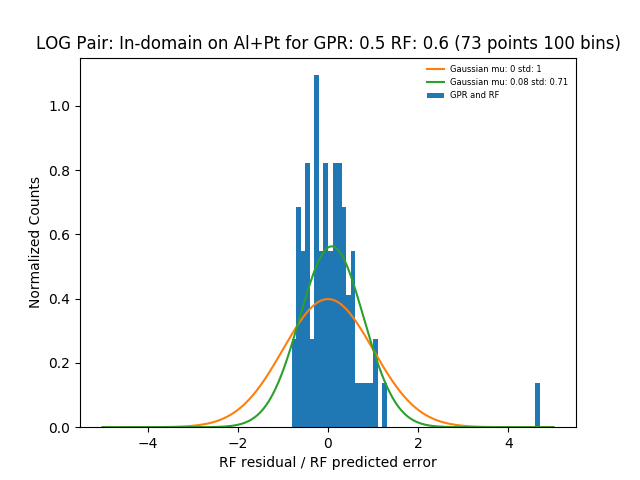 LOG Pair: In-domain on Al+Pt for GPR: 0.5 RF: 0.6 (73 points 100 bins)
Gaussian mu: 0 std: 1
Gaussian mu: 0.08 std: 0.71
GPR and RF
Normalized Counts
1.0
0.8
0.6
0.4
0.2
0.0
−4 −2 0 2 4
RF residual / RF predicted error